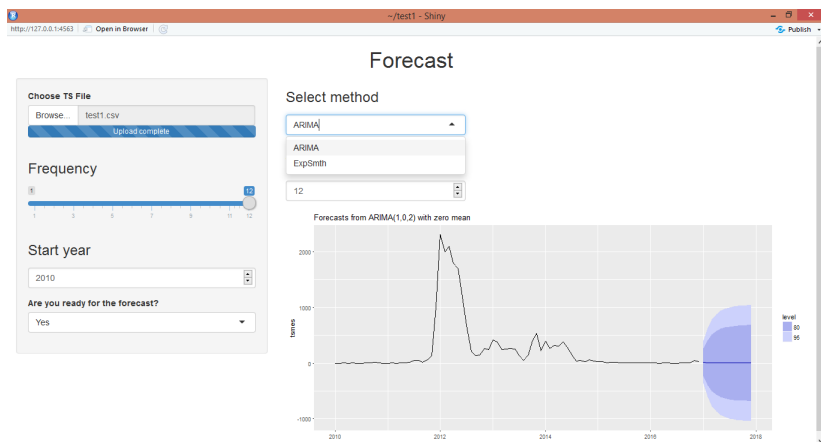 ~/test1 - Shiny
http://127.0.0.1:4563
Open in Browser
Publish
Forecast
Choose TS File
Browse...
test1.csv
Upload complete
Frequency
1
12
1
3
5
7
9
11
12
Start year
2010
Are you ready for the forecast?
Yes
Select method
ARIMA
ARIMA
ExpSmth
12
Forecasts from ARIMA(1,0,2) with zero mean
2000
1000
0
-1000
tsmes
2010
2012
2014
2016
2018
level
80
95